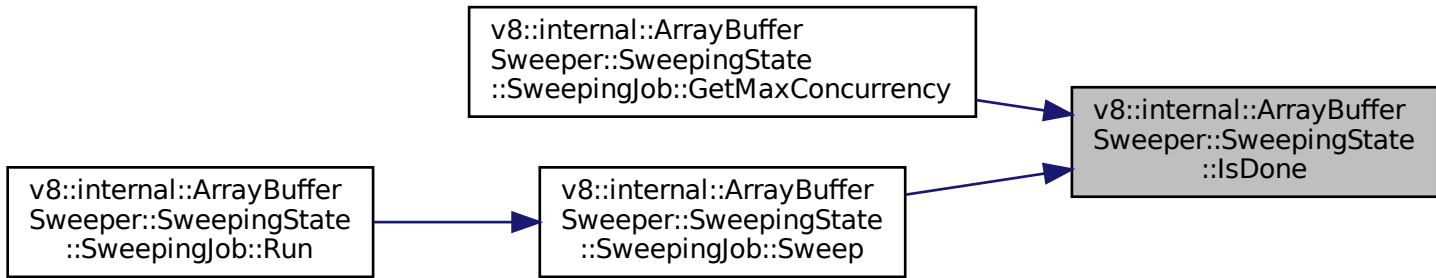 v8::internal::ArrayBuffer
Sweeper::SweepingState
::SweepingJob::GetMaxConcurrency
v8::internal::ArrayBuffer
Sweeper::SweepingState
::IsDone
v8::internal::ArrayBuffer
Sweeper::SweepingState
::SweepingJob::Run
v8::internal::ArrayBuffer
Sweeper::SweepingState
::SweepingJob::Sweep